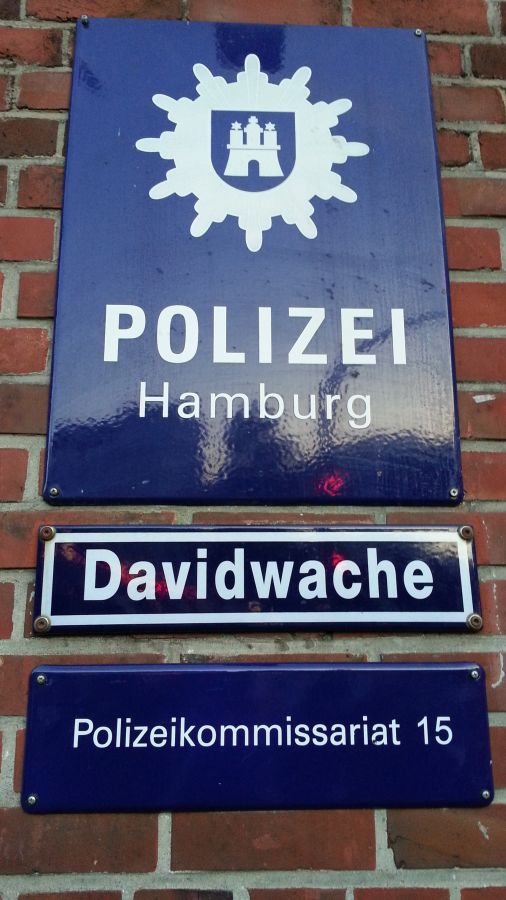 POLIZEI
Hamburg
Davidwache
Polizeikommissariat 15